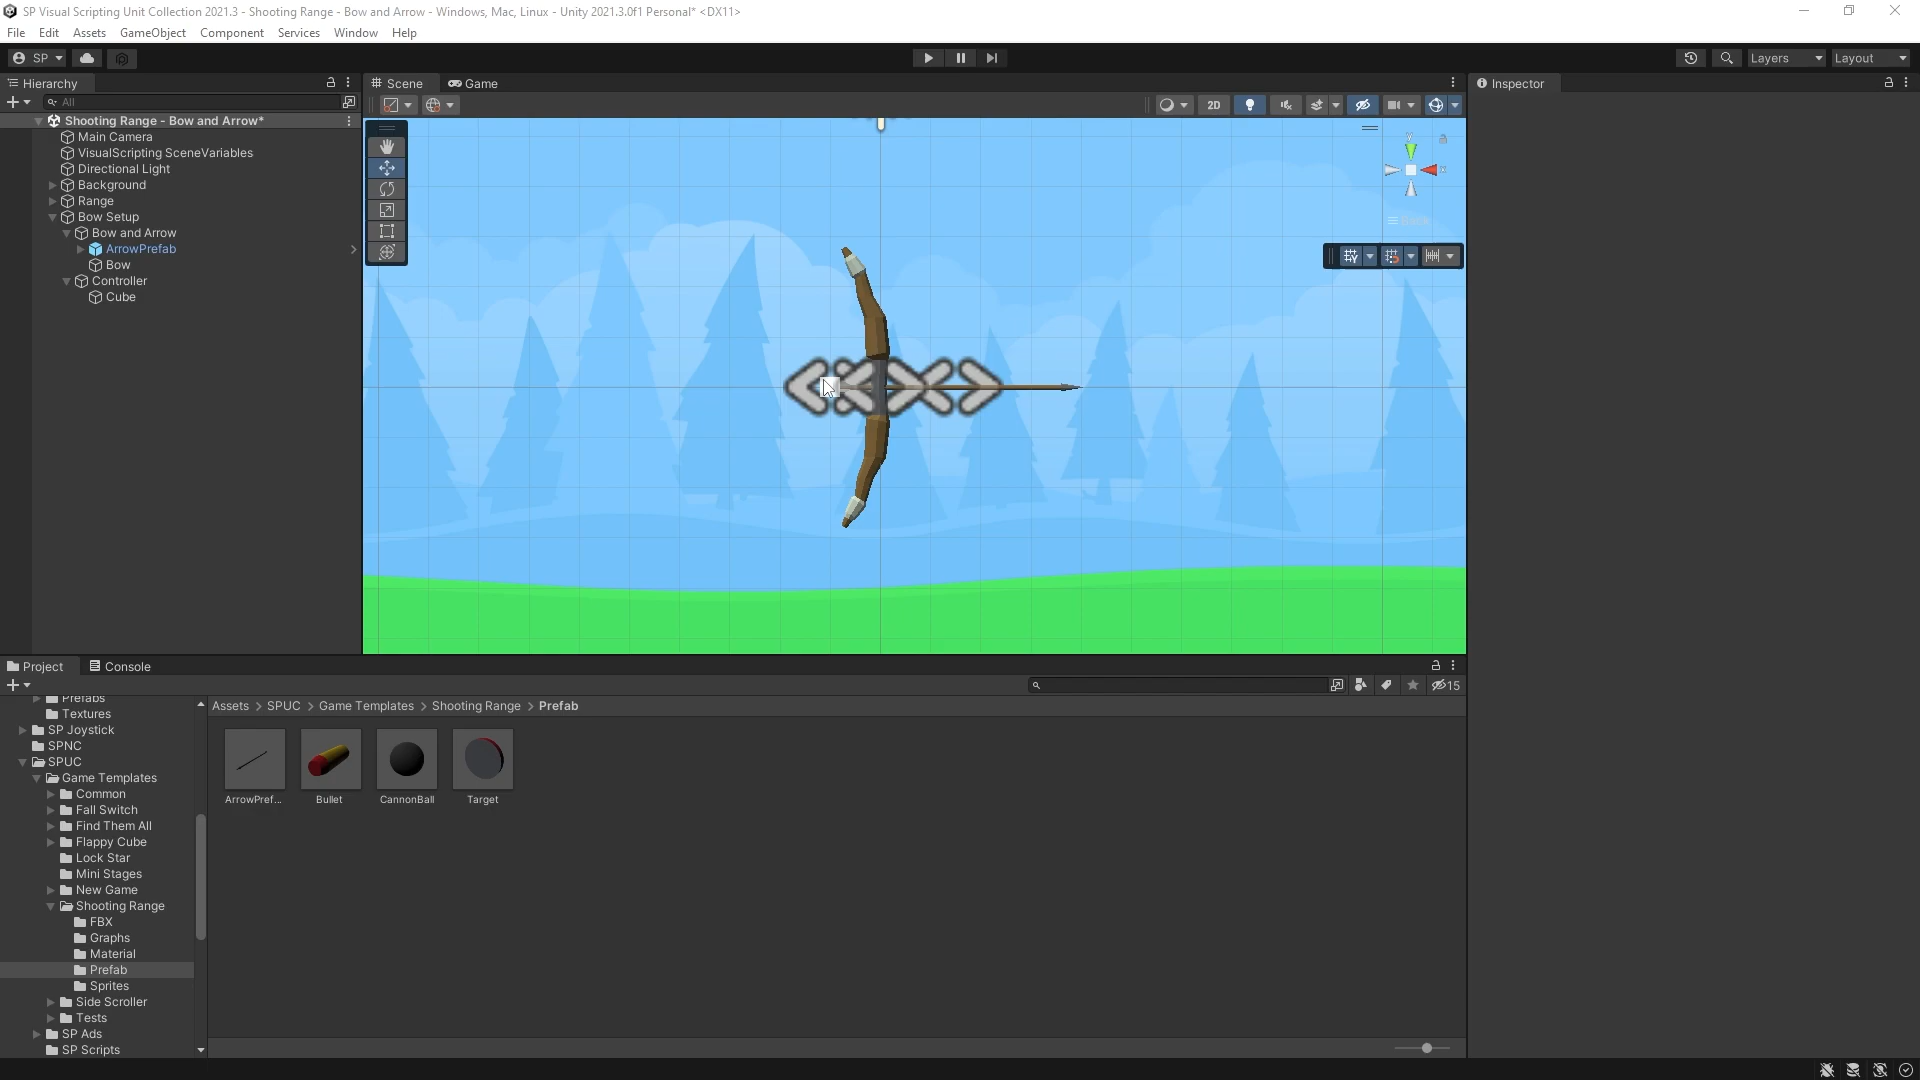 SP Visual Scripting Unit Collection 2021.3 - Shooting Range - Bow and Arrow - Windows, Mac, Linux - Unity 2021.3.0f1 Personal* <DX11>
File Edit Assets GameObject Component Services Window Help
SP Layers Layout
Hierarchy Scene Game Inspector
All 2D
Shooting Range - Bow and Arrow*
Main Camera
VisualScripting SceneVariables
Directional Light
Background
Range
Bow Setup
Bow and Arrow
ArrowPrefab
Bow
Controller
Cube
y
x
Back
Project Console
15
Prefabs
Textures
SP Joystick
SPNC
SPUC
Game Templates
Common
Fall Switch
Find Them All
Flappy Cube
Lock Star
Mini Stages
New Game
Shooting Range
FBX
Graphs
Material
Prefab
Sprites
Side Scroller
Tests
SP Ads
SP Scripts
Assets > SPUC > Game Templates > Shooting Range > Prefab
ArrowPref... Bullet CannonBall Target